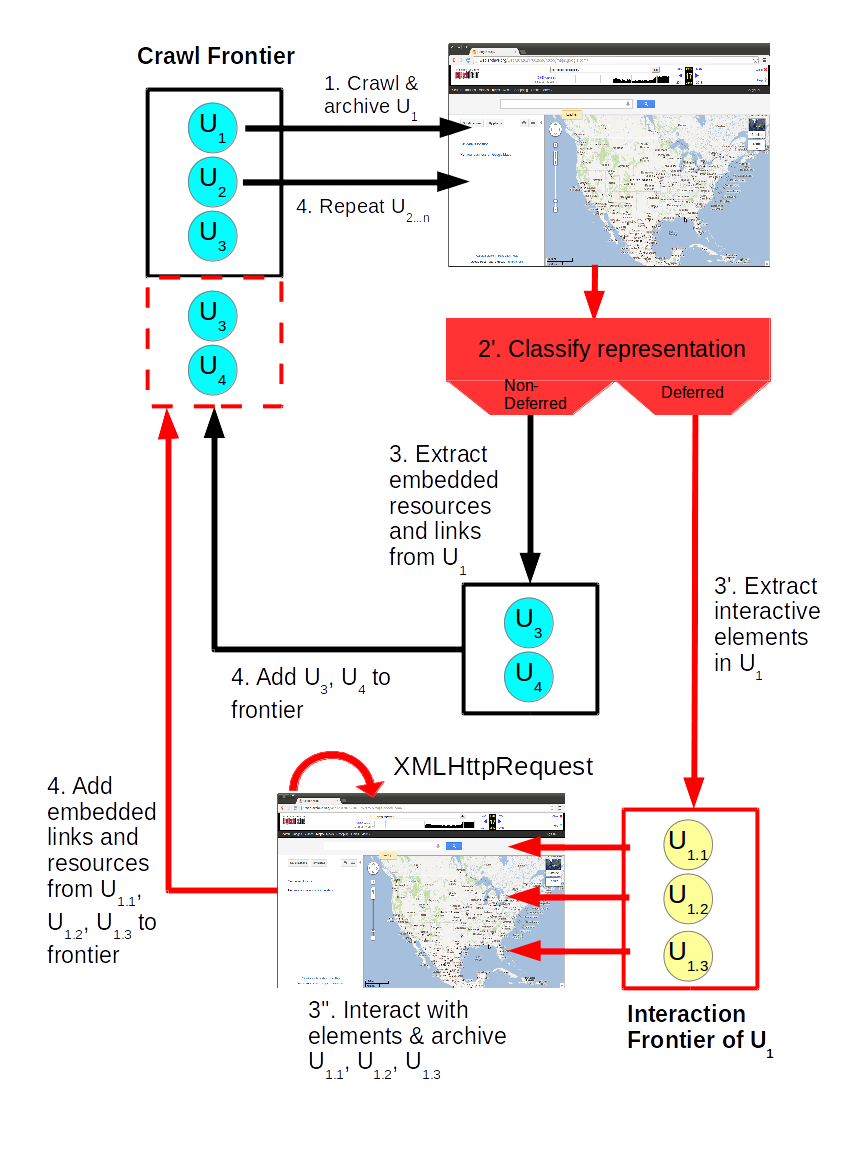 Crawl Frontier
1. Crawl &
archive U1
U1
U2
U3
4. Repeat U2...n
U3
U4
2'. Classify representation
Non-
Deferred
Deferred
3. Extract
embedded
resources
and links
from U1
3'. Extract
interactive
elements
in U1
U3
U4
4. Add U3, U4 to
frontier
XMLHttpRequest
4. Add
embedded
links and
resources
from U1.1,
U1.2, U1.3 to
frontier
U1.1
U1.2
U1.3
3". Interact with
elements & archive
U1.1, U1.2, U1.3
Interaction
Frontier of U1